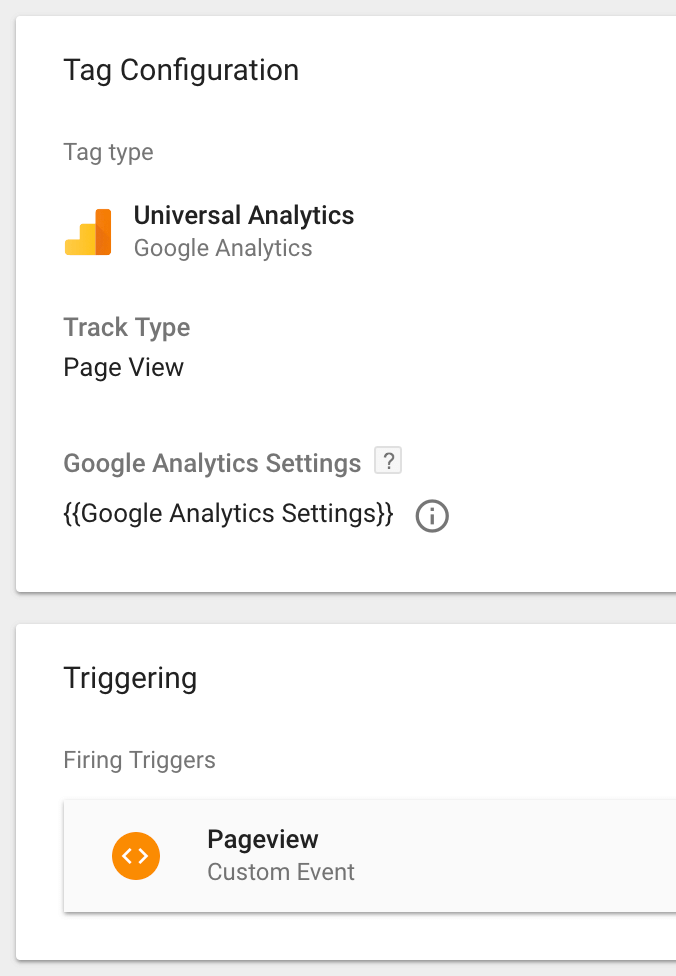 Tag Configuration
Tag type
Universal Analytics
Google Analytics
Track Type
Page View
Google Analytics Settings ?
{{Google Analytics Settings}}
Triggering
Firing Triggers
Pageview
Custom Event